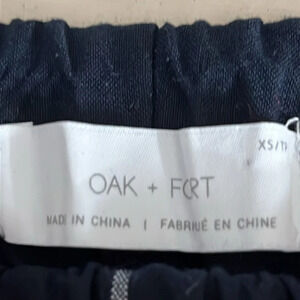 XS/TP
OAK + FORT
MADE IN CHINA | FABRIQUÉ EN CHINE